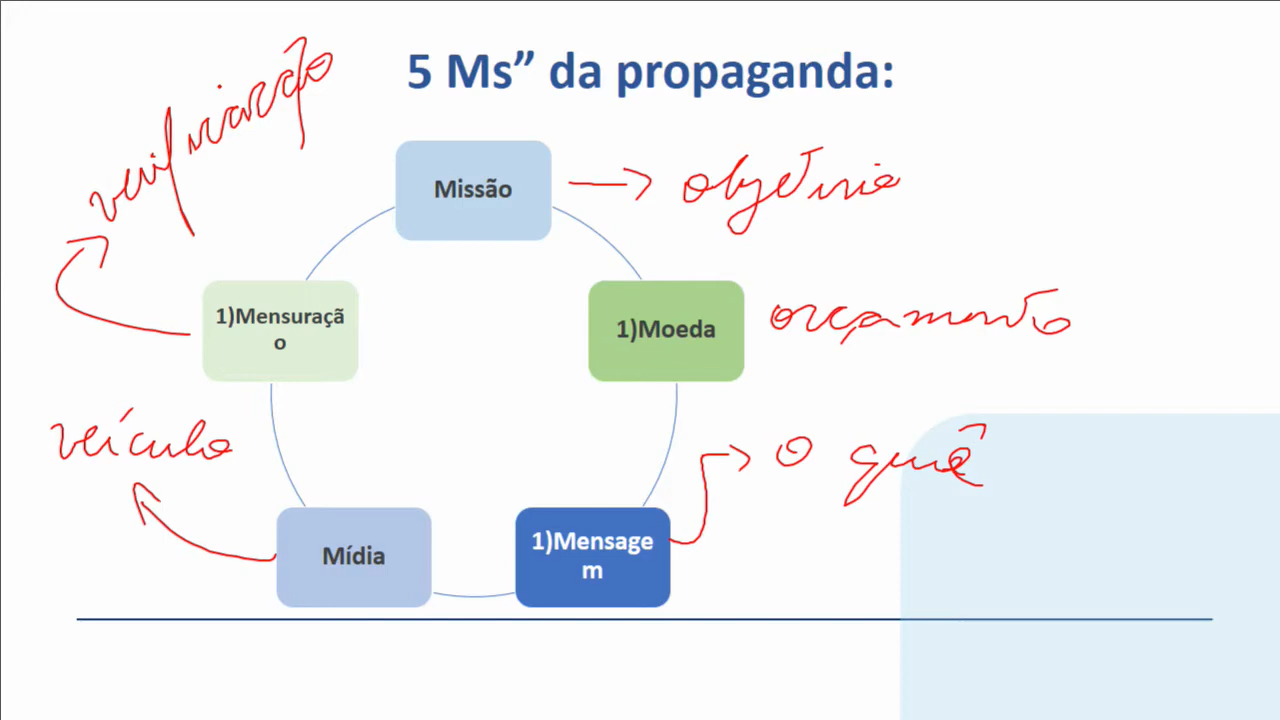 5 Ms” da propaganda:
verificação
Missão
objetivo
1)Mensuraçã
o
1)Moeda
orçamento
veículo
o quê
Mídia
1)Mensage
m